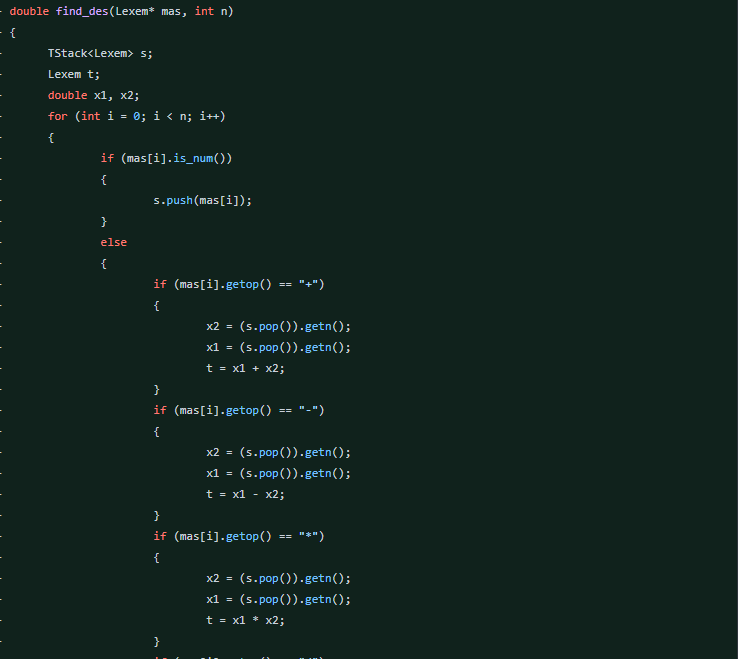 - double find_des(Lexem* mas, int n)
- {
-       TStack<Lexem> s;
-       Lexem t;
-       double x1, x2;
-       for (int i = 0; i < n; i++)
-       {
-               if (mas[i].is_num())
-               {
-                       s.push(mas[i]);
-               }
-               else
-               {
-                       if (mas[i].getop() == "+")
-                       {
-                               x2 = (s.pop()).getn();
-                               x1 = (s.pop()).getn();
-                               t = x1 + x2;
-                       }
-                       if (mas[i].getop() == "-")
-                       {
-                               x2 = (s.pop()).getn();
-                               x1 = (s.pop()).getn();
-                               t = x1 - x2;
-                       }
-                       if (mas[i].getop() == "*")
-                       {
-                               x2 = (s.pop()).getn();
-                               x1 = (s.pop()).getn();
-                               t = x1 * x2;
-                       }